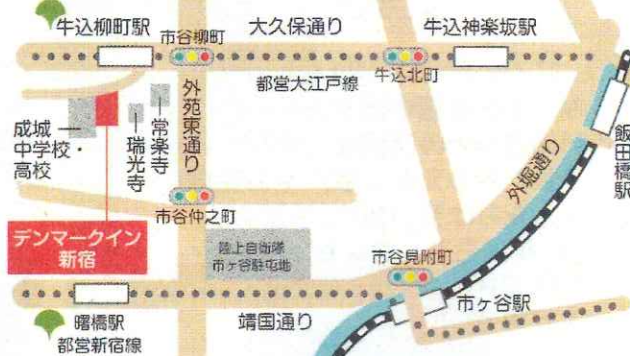 牛込柳町駅
市谷柳町
大久保通り
牛込神楽坂駅
都営大江戸線
牛込北町
外苑東通り
常楽寺
瑞光寺
成城
中学校・
高校
飯田橋駅
外堀通り
市谷仲之町
デンマークイン
新宿
陸上自衛隊
市ヶ谷駐屯地
市谷見附町
市ヶ谷駅
曙橋駅
都営新宿線
靖国通り